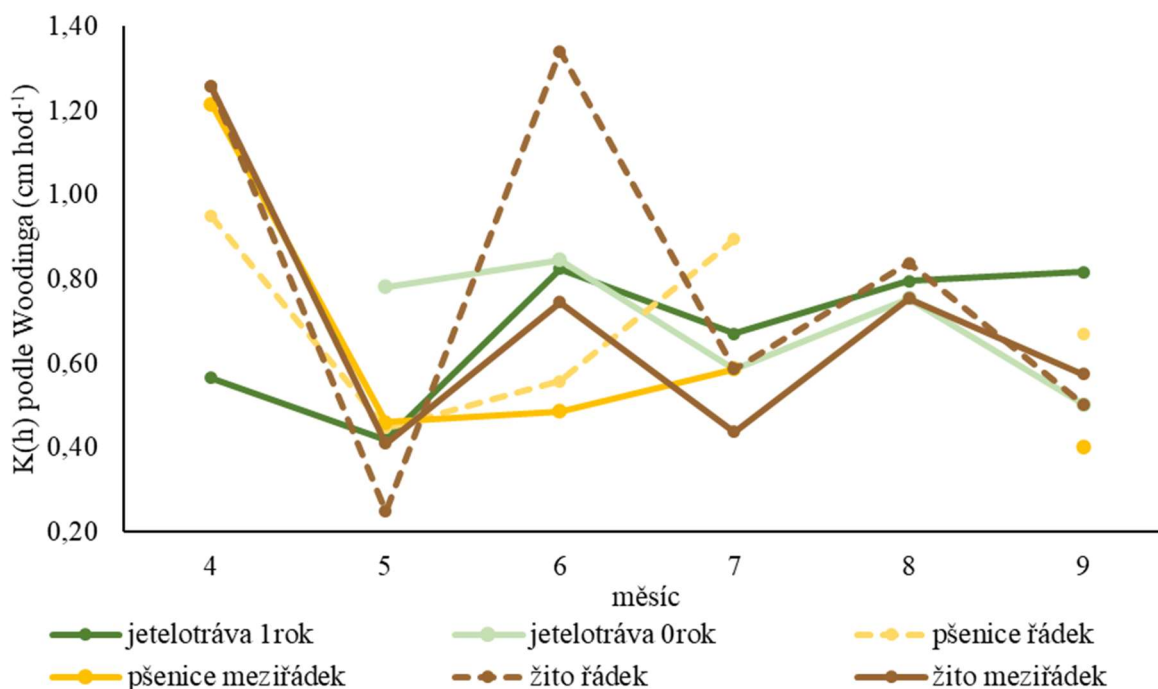 K(h) podle Woodinga (cm hod⁻¹)
1,40
1,20
1,00
0,80
0,60
0,40
0,20
4 5 6 7 8 9
měsíc
jetelotráva 1rok jetelotráva 0rok pšenice řádek
pšenice meziřádek žito řádek žito meziřádek